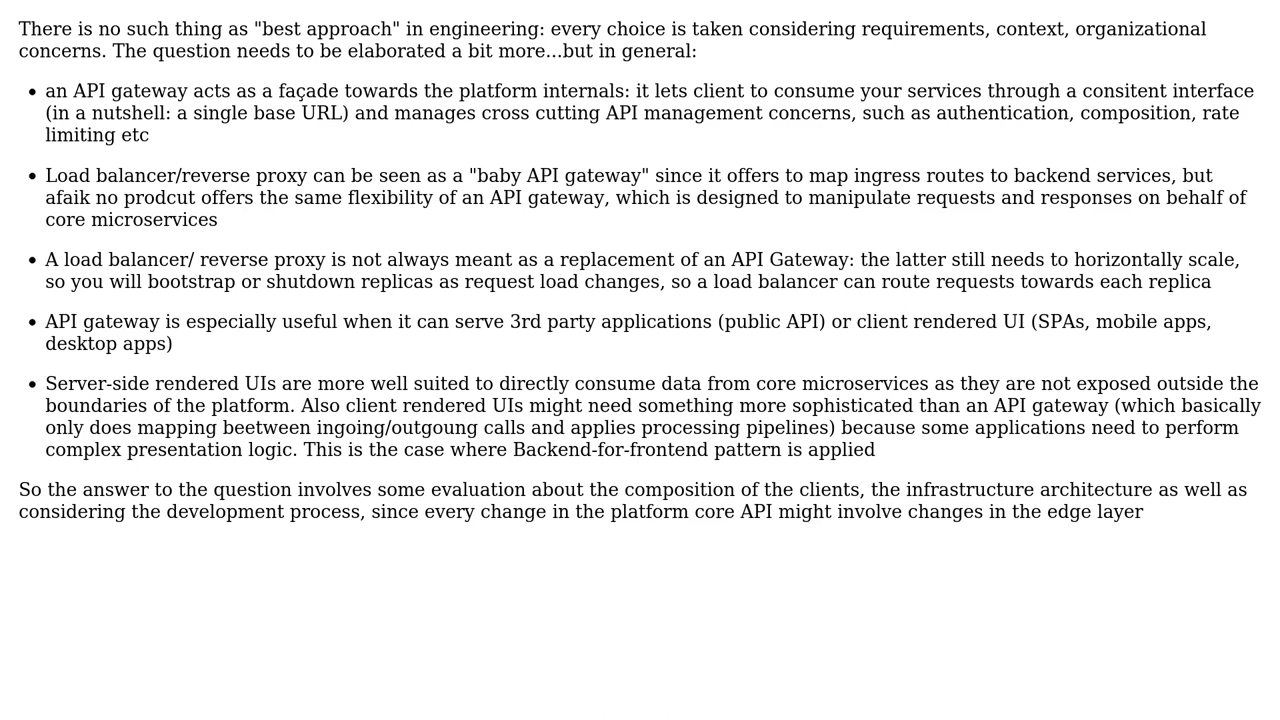 There is no such thing as "best approach" in engineering: every choice is taken considering requirements, context, organizational
concerns. The question needs to be elaborated a bit more...but in general:
• an API gateway acts as a façade towards the platform internals: it lets client to consume your services through a consitent interface
(in a nutshell: a single base URL) and manages cross cutting API management concerns, such as authentication, composition, rate
limiting etc
• Load balancer/reverse proxy can be seen as a "baby API gateway" since it offers to map ingress routes to backend services, but
afaik no prodcut offers the same flexibility of an API gateway, which is designed to manipulate requests and responses on behalf of
core microservices
• A load balancer/ reverse proxy is not always meant as a replacement of an API Gateway: the latter still needs to horizontally scale,
so you will bootstrap or shutdown replicas as request load changes, so a load balancer can route requests towards each replica
• API gateway is especially useful when it can serve 3rd party applications (public API) or client rendered UI (SPAs, mobile apps,
desktop apps)
• Server-side rendered UIs are more well suited to directly consume data from core microservices as they are not exposed outside the
boundaries of the platform. Also client rendered UIs might need something more sophisticated than an API gateway (which basically
only does mapping beetween ingoing/outgoung calls and applies processing pipelines) because some applications need to perform
complex presentation logic. This is the case where Backend-for-frontend pattern is applied
So the answer to the question involves some evaluation about the composition of the clients, the infrastructure architecture as well as
considering the development process, since every change in the platform core API might involve changes in the edge layer